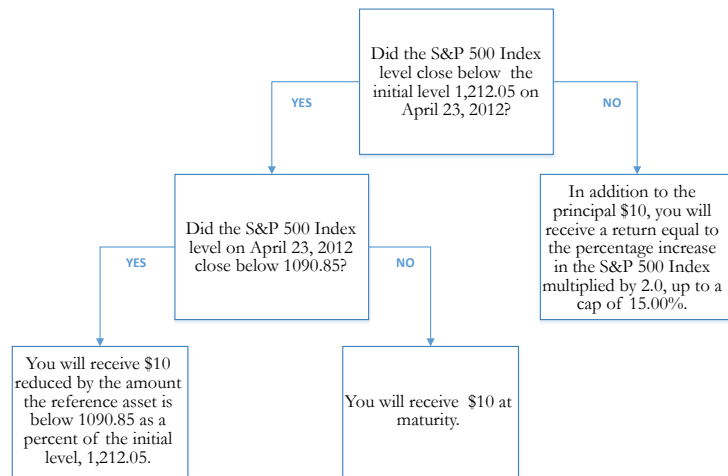 Did the S&P 500 Index
level close below the
initial level 1,212.05 on
April 23, 2012?
YES
NO
Did the S&P 500 Index
level on April 23, 2012
close below 1090.85?
In addition to the
principal $10, you will
receive a return equal to
the percentage increase
in the S&P 500 Index
multiplied by 2.0, up to a
cap of 15.00%.
YES
NO
You will receive $10
reduced by the amount
the reference asset is
below 1090.85 as a
percent of the initial
level, 1,212.05.
You will receive $10 at
maturity.